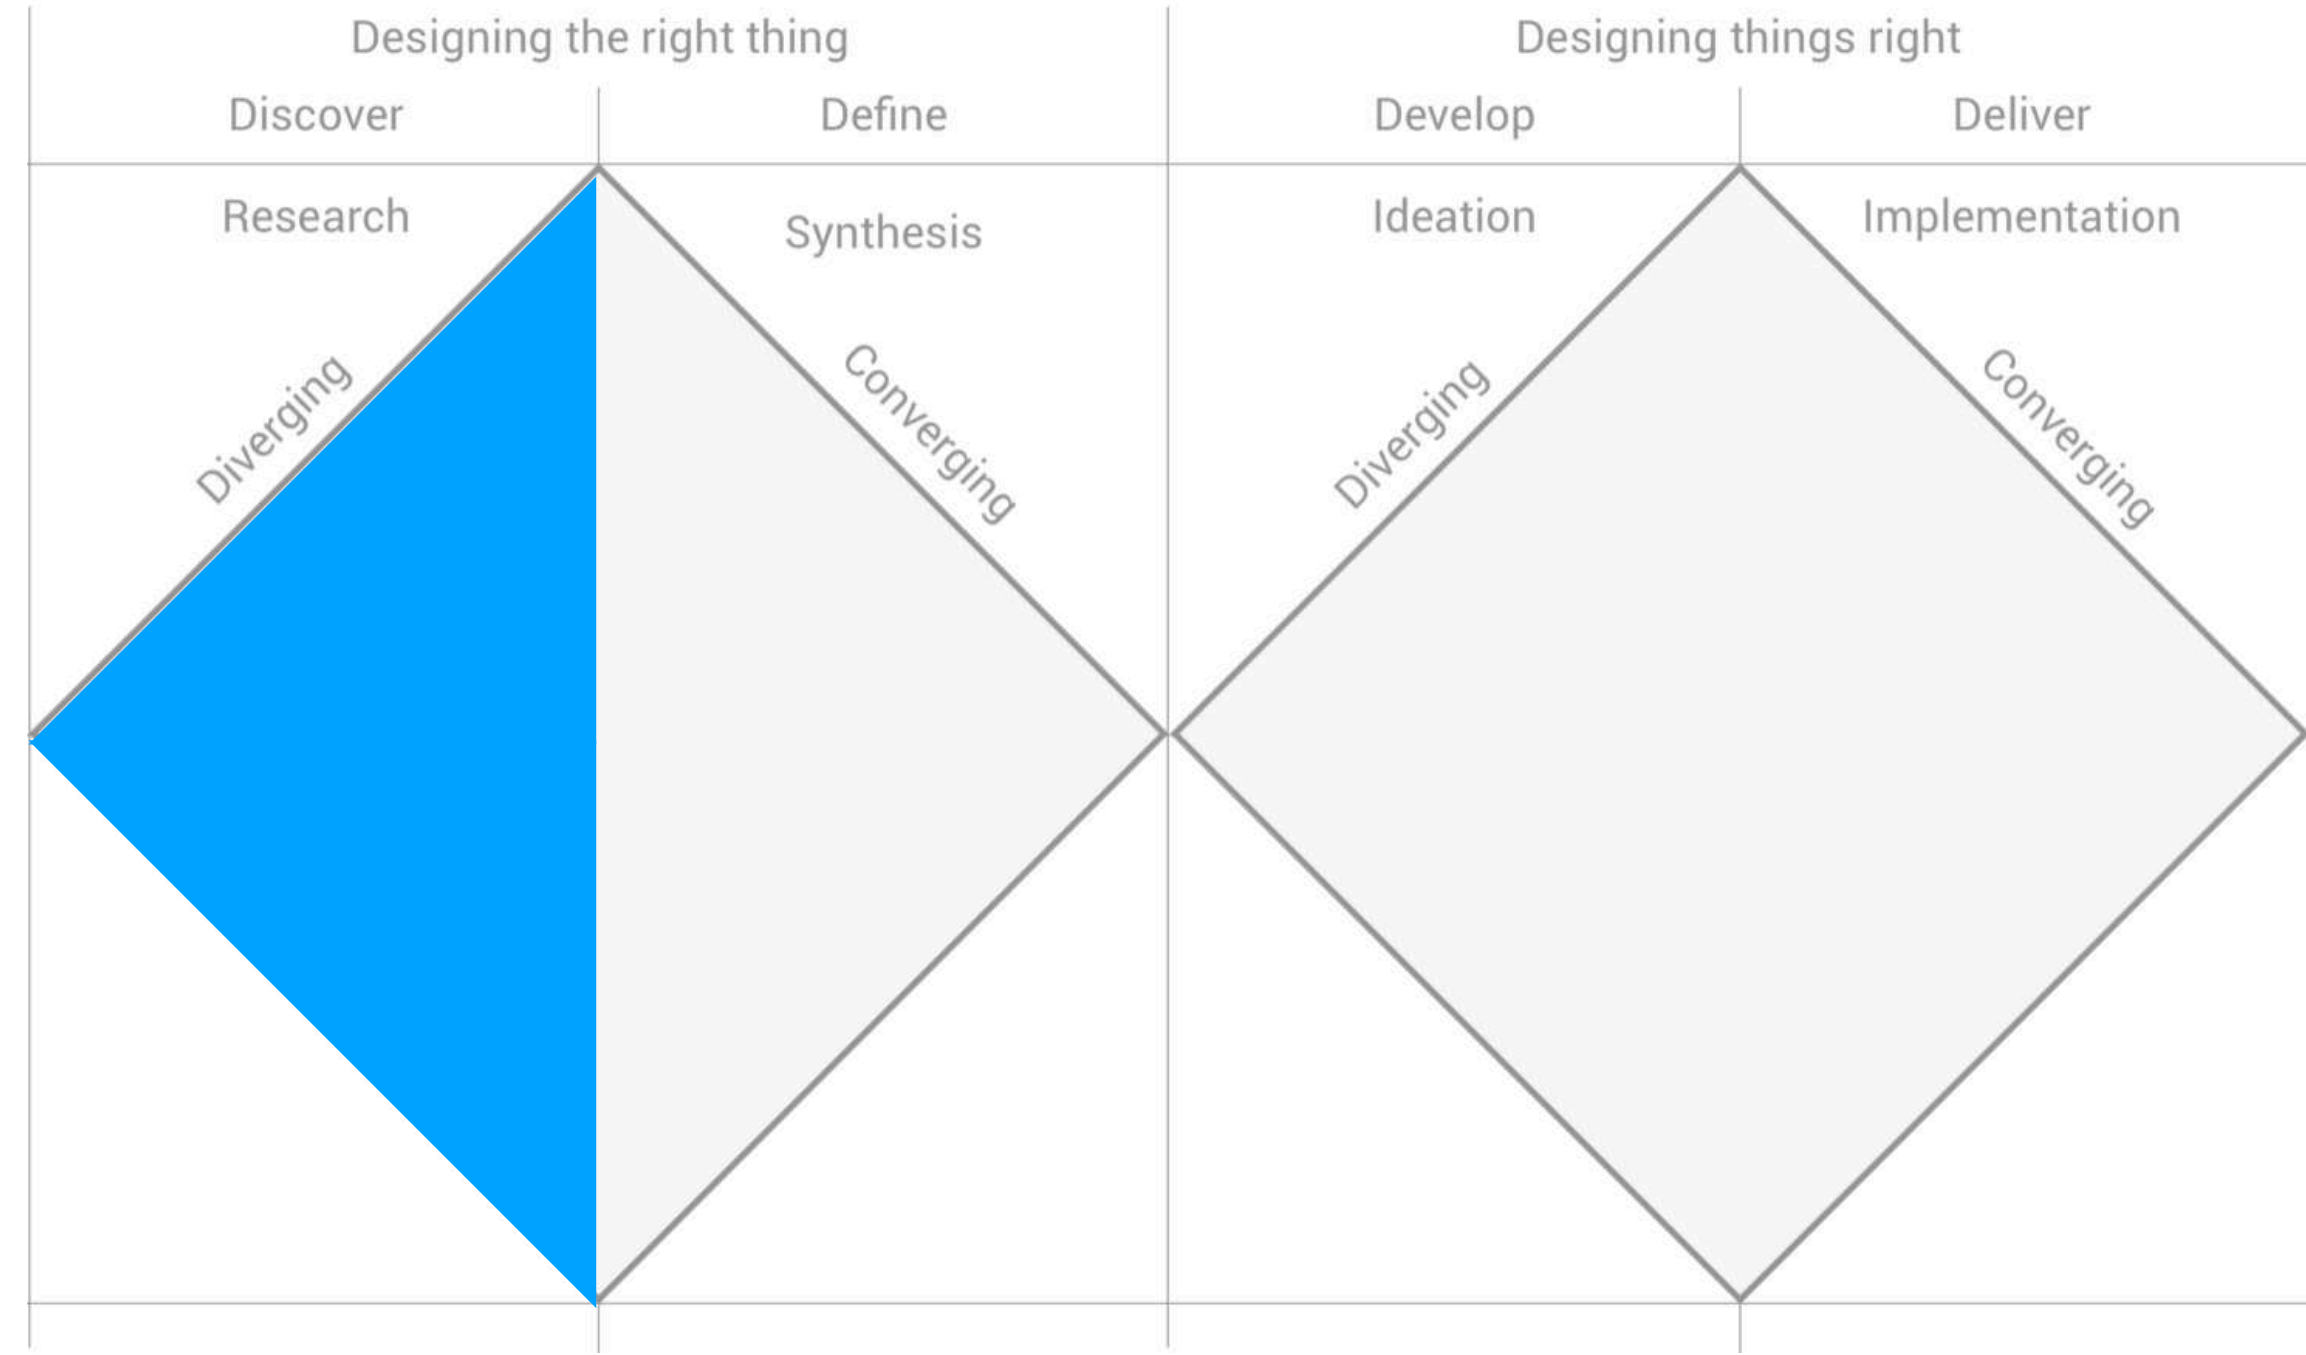 Designing the right thing
Designing things right
Discover
Define
Develop
Deliver
Research
Synthesis
Ideation
Implementation
Diverging
Converging
Diverging
Converging